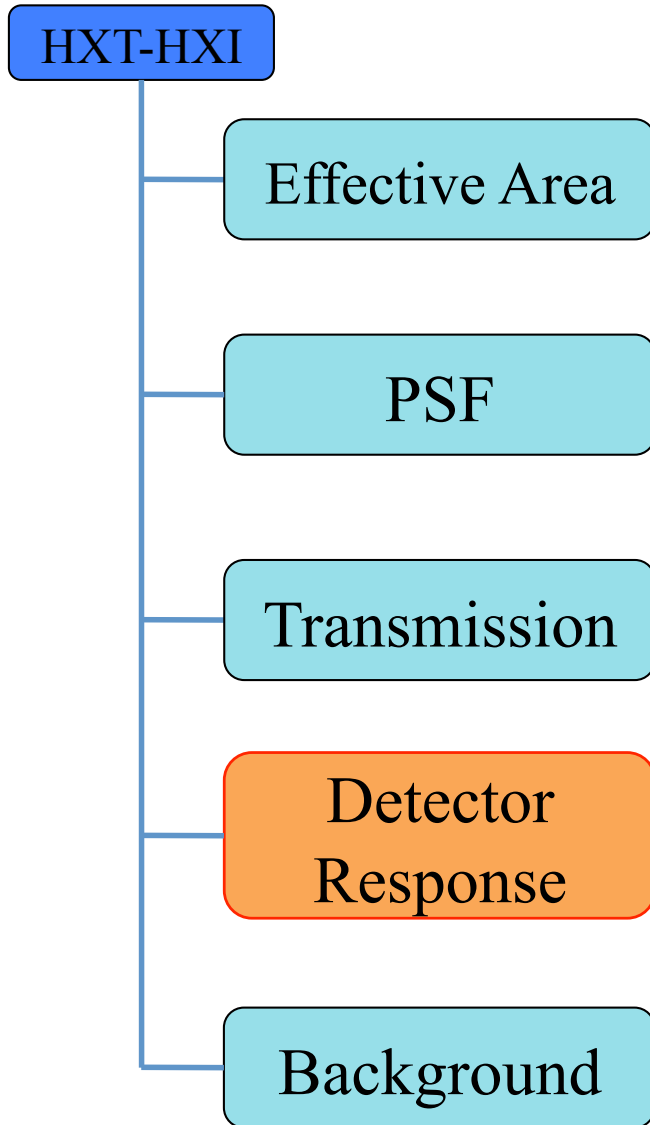 HXT-HXI
Effective Area
PSF
Transmission
Detector
Response
Background